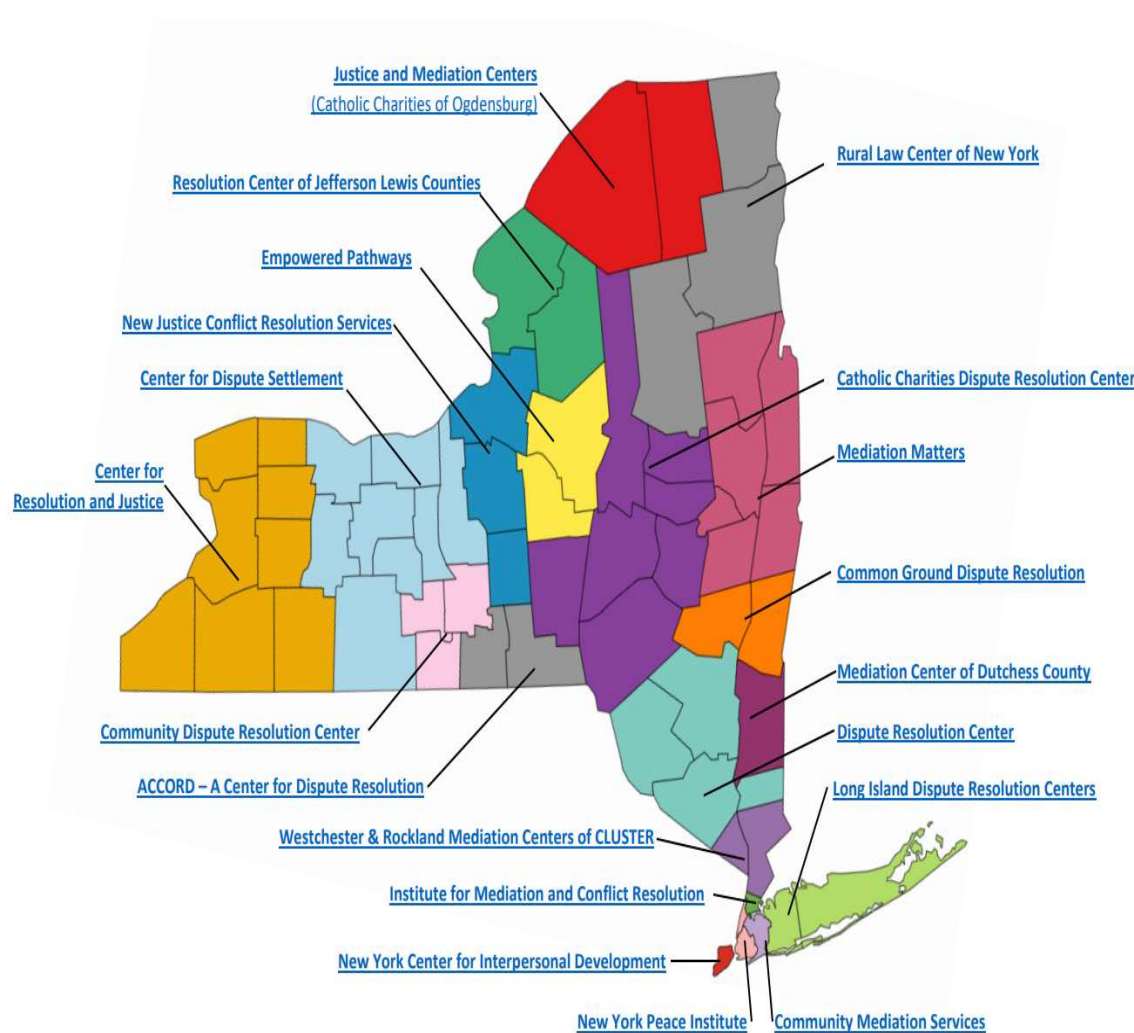 Justice and Mediation Centers
(Catholic Charities of Ogdensburg)
Rural Law Center of New York
Resolution Center of Jefferson Lewis Counties
Empowered Pathways
New Justice Conflict Resolution Services
Center for Dispute Settlement
Catholic Charities Dispute Resolution Center
Mediation Matters
Center for
Resolution and Justice
Common Ground Dispute Resolution
Mediation Center of Dutchess County
Community Dispute Resolution Center
Dispute Resolution Center
ACCORD – A Center for Dispute Resolution
Long Island Dispute Resolution Centers
Westchester & Rockland Mediation Centers of CLUSTER
Institute for Mediation and Conflict Resolution
New York Center for Interpersonal Development
New York Peace Institute
Community Mediation Services